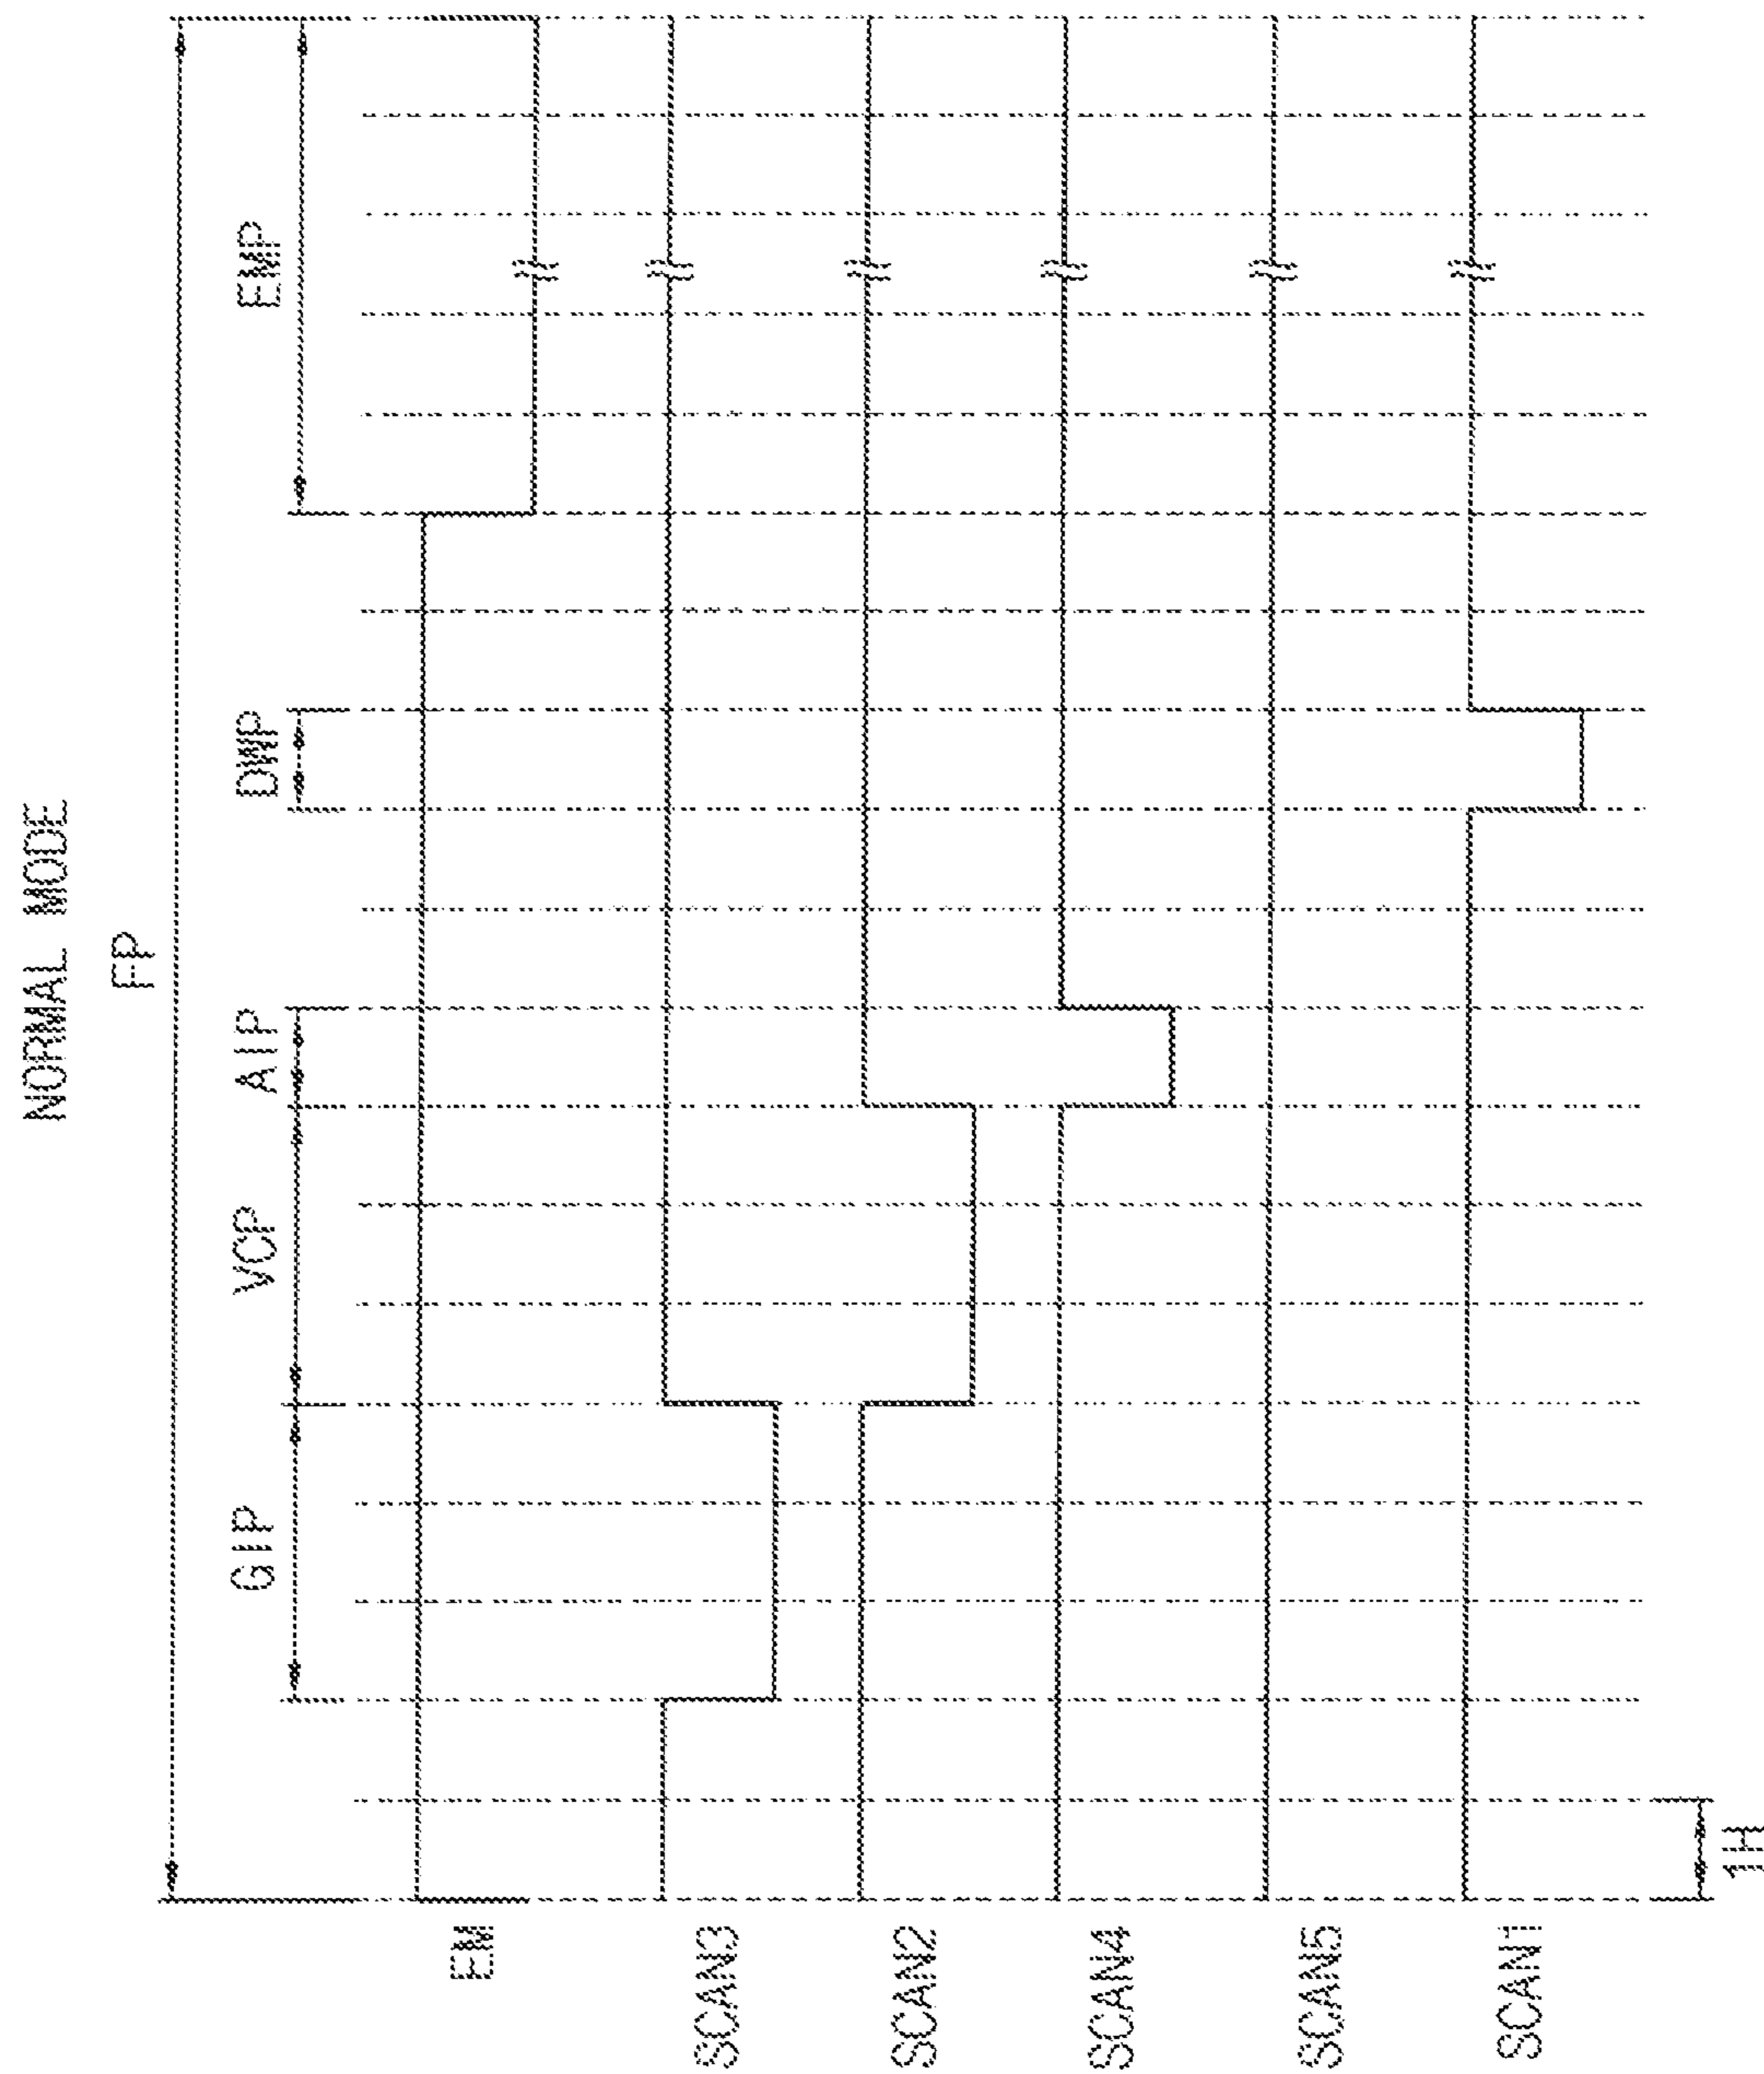 NORMAL MODE
FP
GIP
VCP
AIP
DWP
EMP
EM
SCAN3
SCAN2
SCAN4
SCAN5
SCAN1
1H